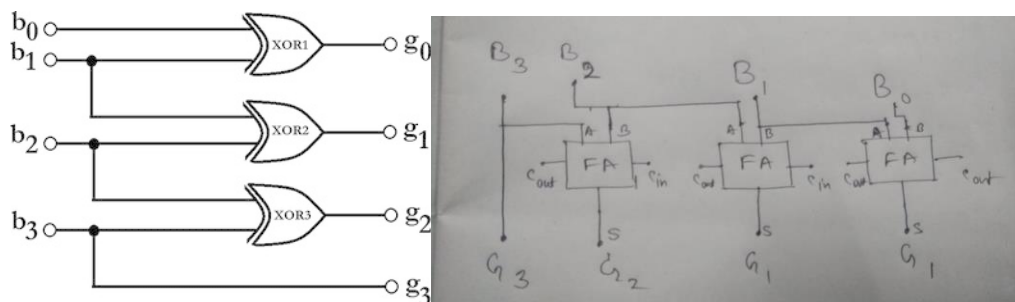 b0 XOR1 g0
b1
XOR2 g1
b2
XOR3 g2
b3
g3
B3 B2 B1 B0
A B A B A B
FA FA FA
Cout Cin Cout Cin Cout Cout
S S S
G3 G2 G1 G1